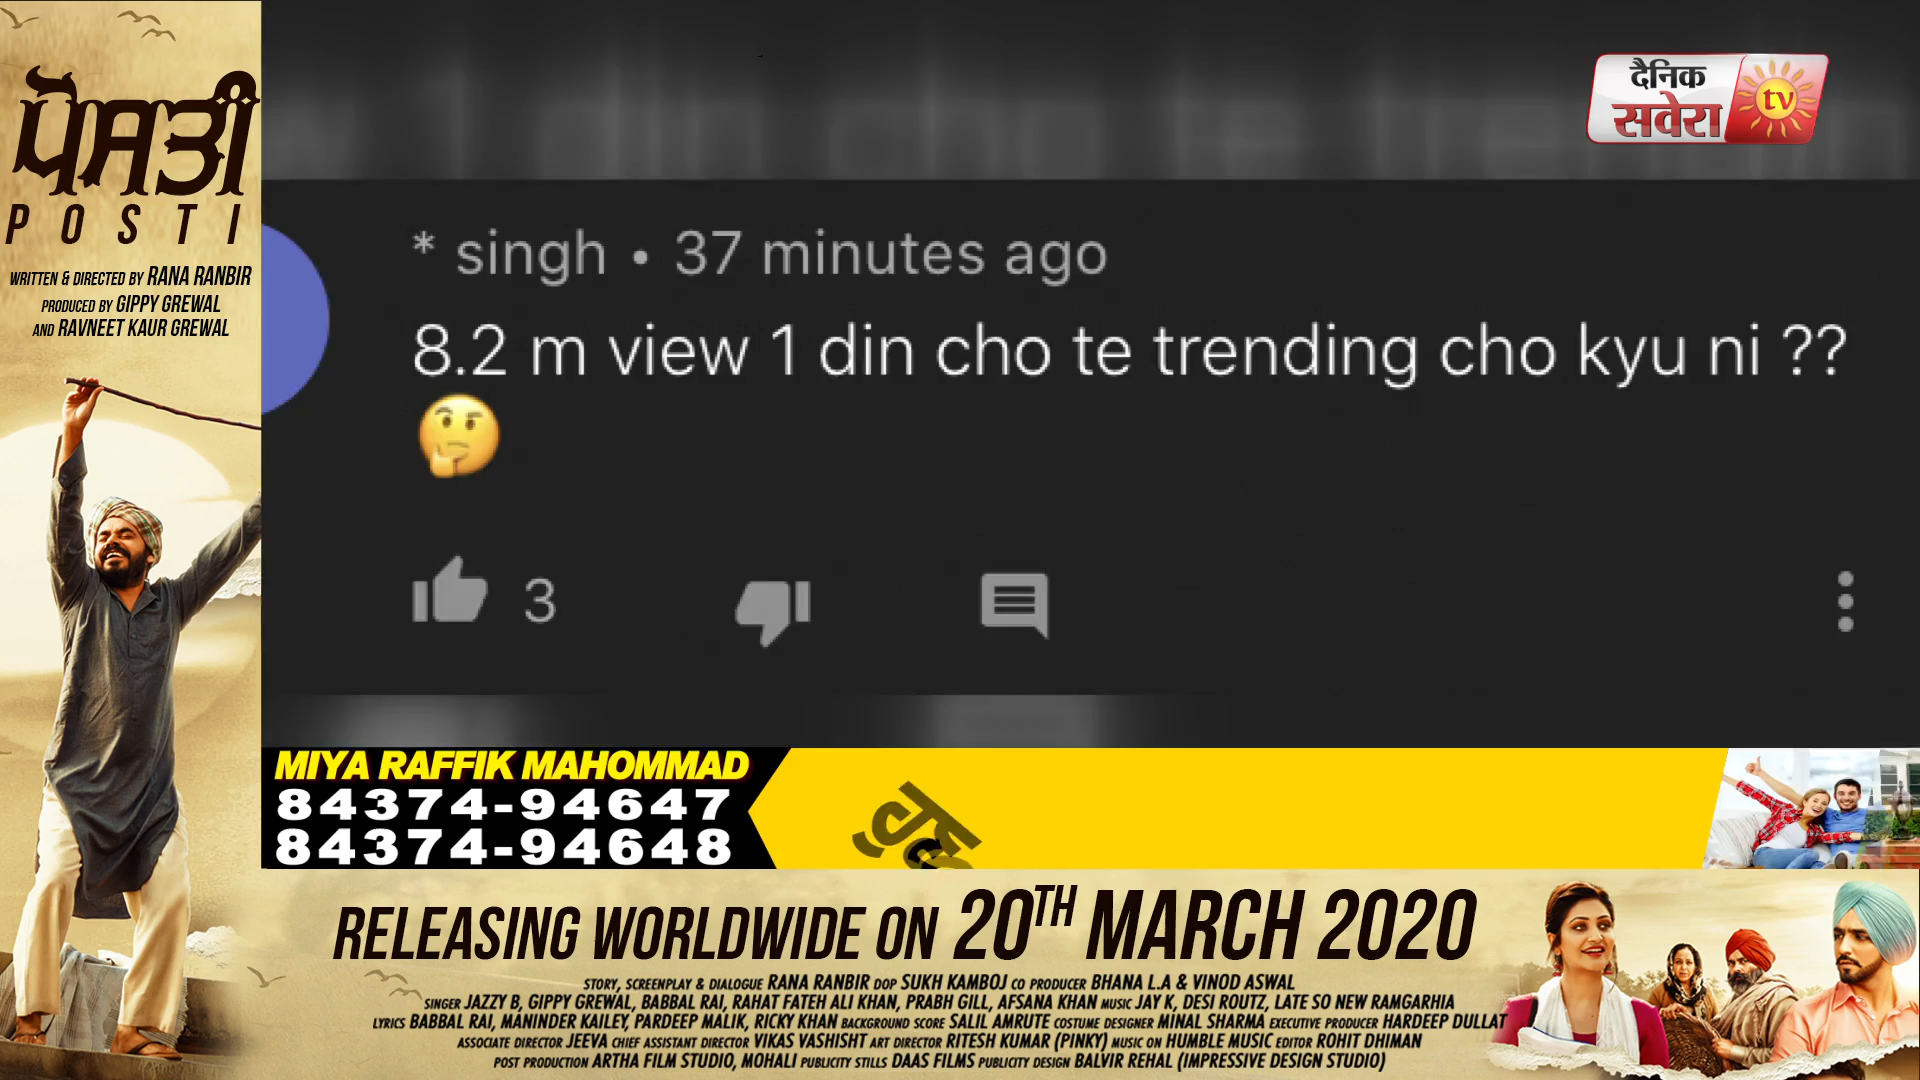 ਪੋਸਤੀ
POSTI
WRITTEN & DIRECTED BY RANA RANBIR
PRODUCED BY GIPPY GREWAL
AND RAVNEET KAUR GREWAL
दैनिक
सवेरा tv
* singh • 37 minutes ago
8.2 m view 1 din cho te trending cho kyu ni ??
🤔
3
MIYA RAFFIK MAHOMMAD
84374-94647
84374-94648
RELEASING WORLDWIDE ON 20TH MARCH 2020
STORY, SCREENPLAY & DIALOGUE RANA RANBIR DOP SUKH KAMBOJ CO PRODUCER BHANA L.A & VINOD ASWAL
SINGER JAZZY B, GIPPY GREWAL, BABBAL RAI, RAHAT FATEH ALI KHAN, PRABH GILL, AFSANA KHAN MUSIC JAY K, DESI ROUTZ, LATE SO NEW RAMGARHIA
LYRICS BABBAL RAI, MANINDER KAILEY, PARDEEP MALIK, RICKY KHAN BACKGROUND SCORE SALIL AMRUTE COSTUME DESIGNER MINAL SHARMA EXECUTIVE PRODUCER HARDEEP DULLAT
ASSOCIATE DIRECTOR JEEVA CHIEF ASSISTANT DIRECTOR VIKAS VASHISHT ART DIRECTOR RITESH KUMAR (PINKY) MUSIC ON HUMBLE MUSIC EDITOR ROHIT DHIMAN
POST PRODUCTION ARTHA FILM STUDIO, MOHALI PUBLICITY STILLS DAAS FILMS PUBLICITY DESIGN BALVIR REHAL (IMPRESSIVE DESIGN STUDIO)